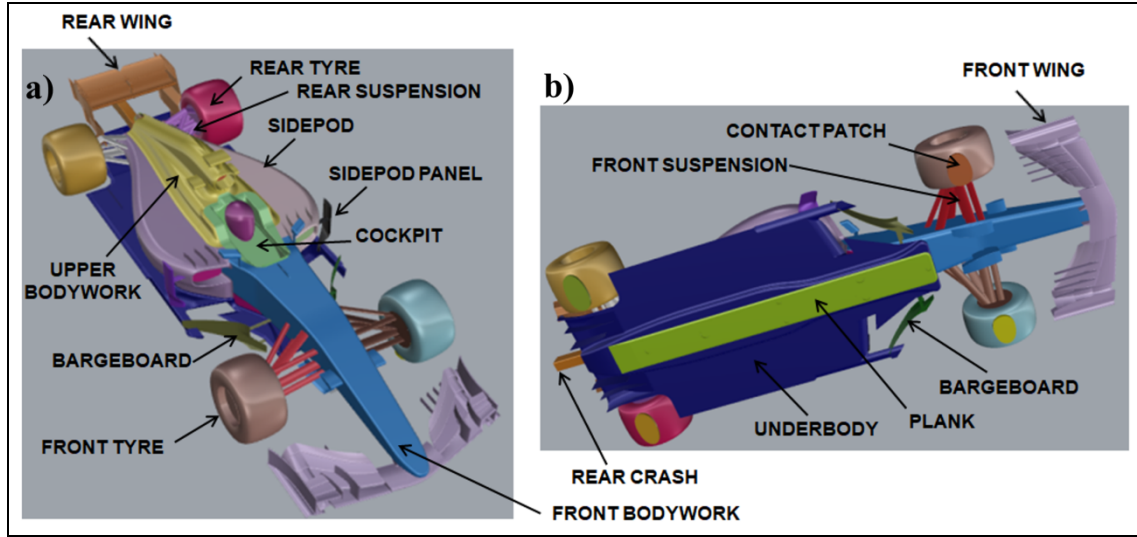 REAR WING
a)
REAR TYRE
REAR SUSPENSION
SIDEPOD
SIDEPOD PANEL
COCKPIT
UPPER
BODYWORK
BARGEBOARD
FRONT TYRE
FRONT BODYWORK
b)
FRONT WING
CONTACT PATCH
FRONT SUSPENSION
BARGEBOARD
PLANK
UNDERBODY
REAR CRASH